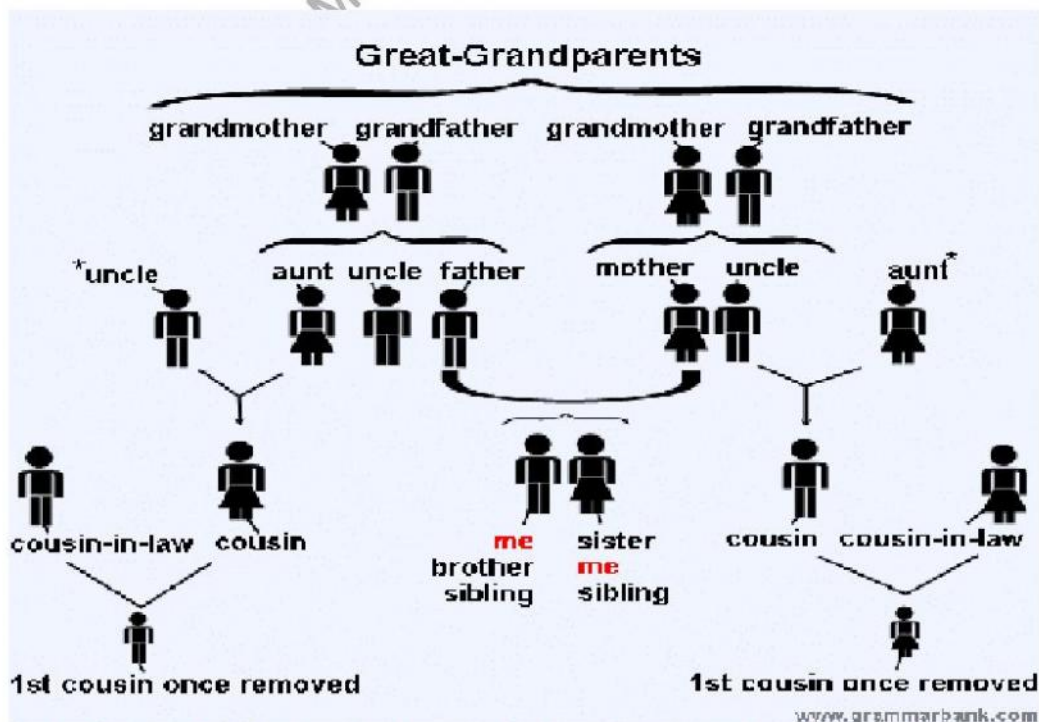 Great-Grandparents
grandmother grandfather grandmother grandfather
*uncle aunt uncle father mother uncle aunt*
cousin-in-law cousin me sister cousin cousin-in-law
brother me
sibling sibling
1st cousin once removed 1st cousin once removed
www.grammarbank.com